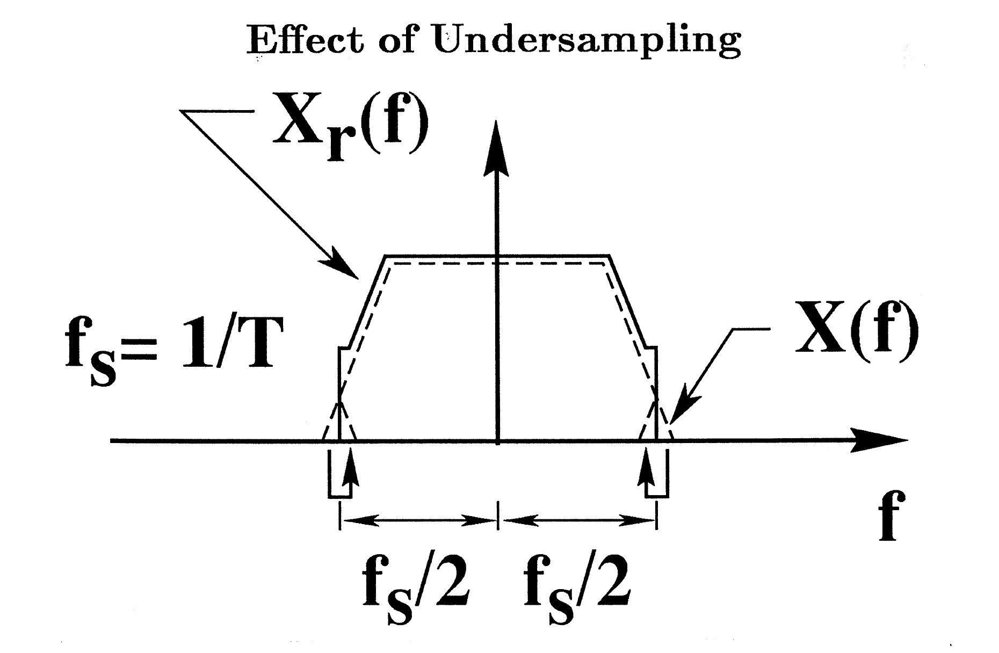 Effect of Undersampling
Xr(f)
fs= 1/T
X(f)
f
fs/2
fs/2